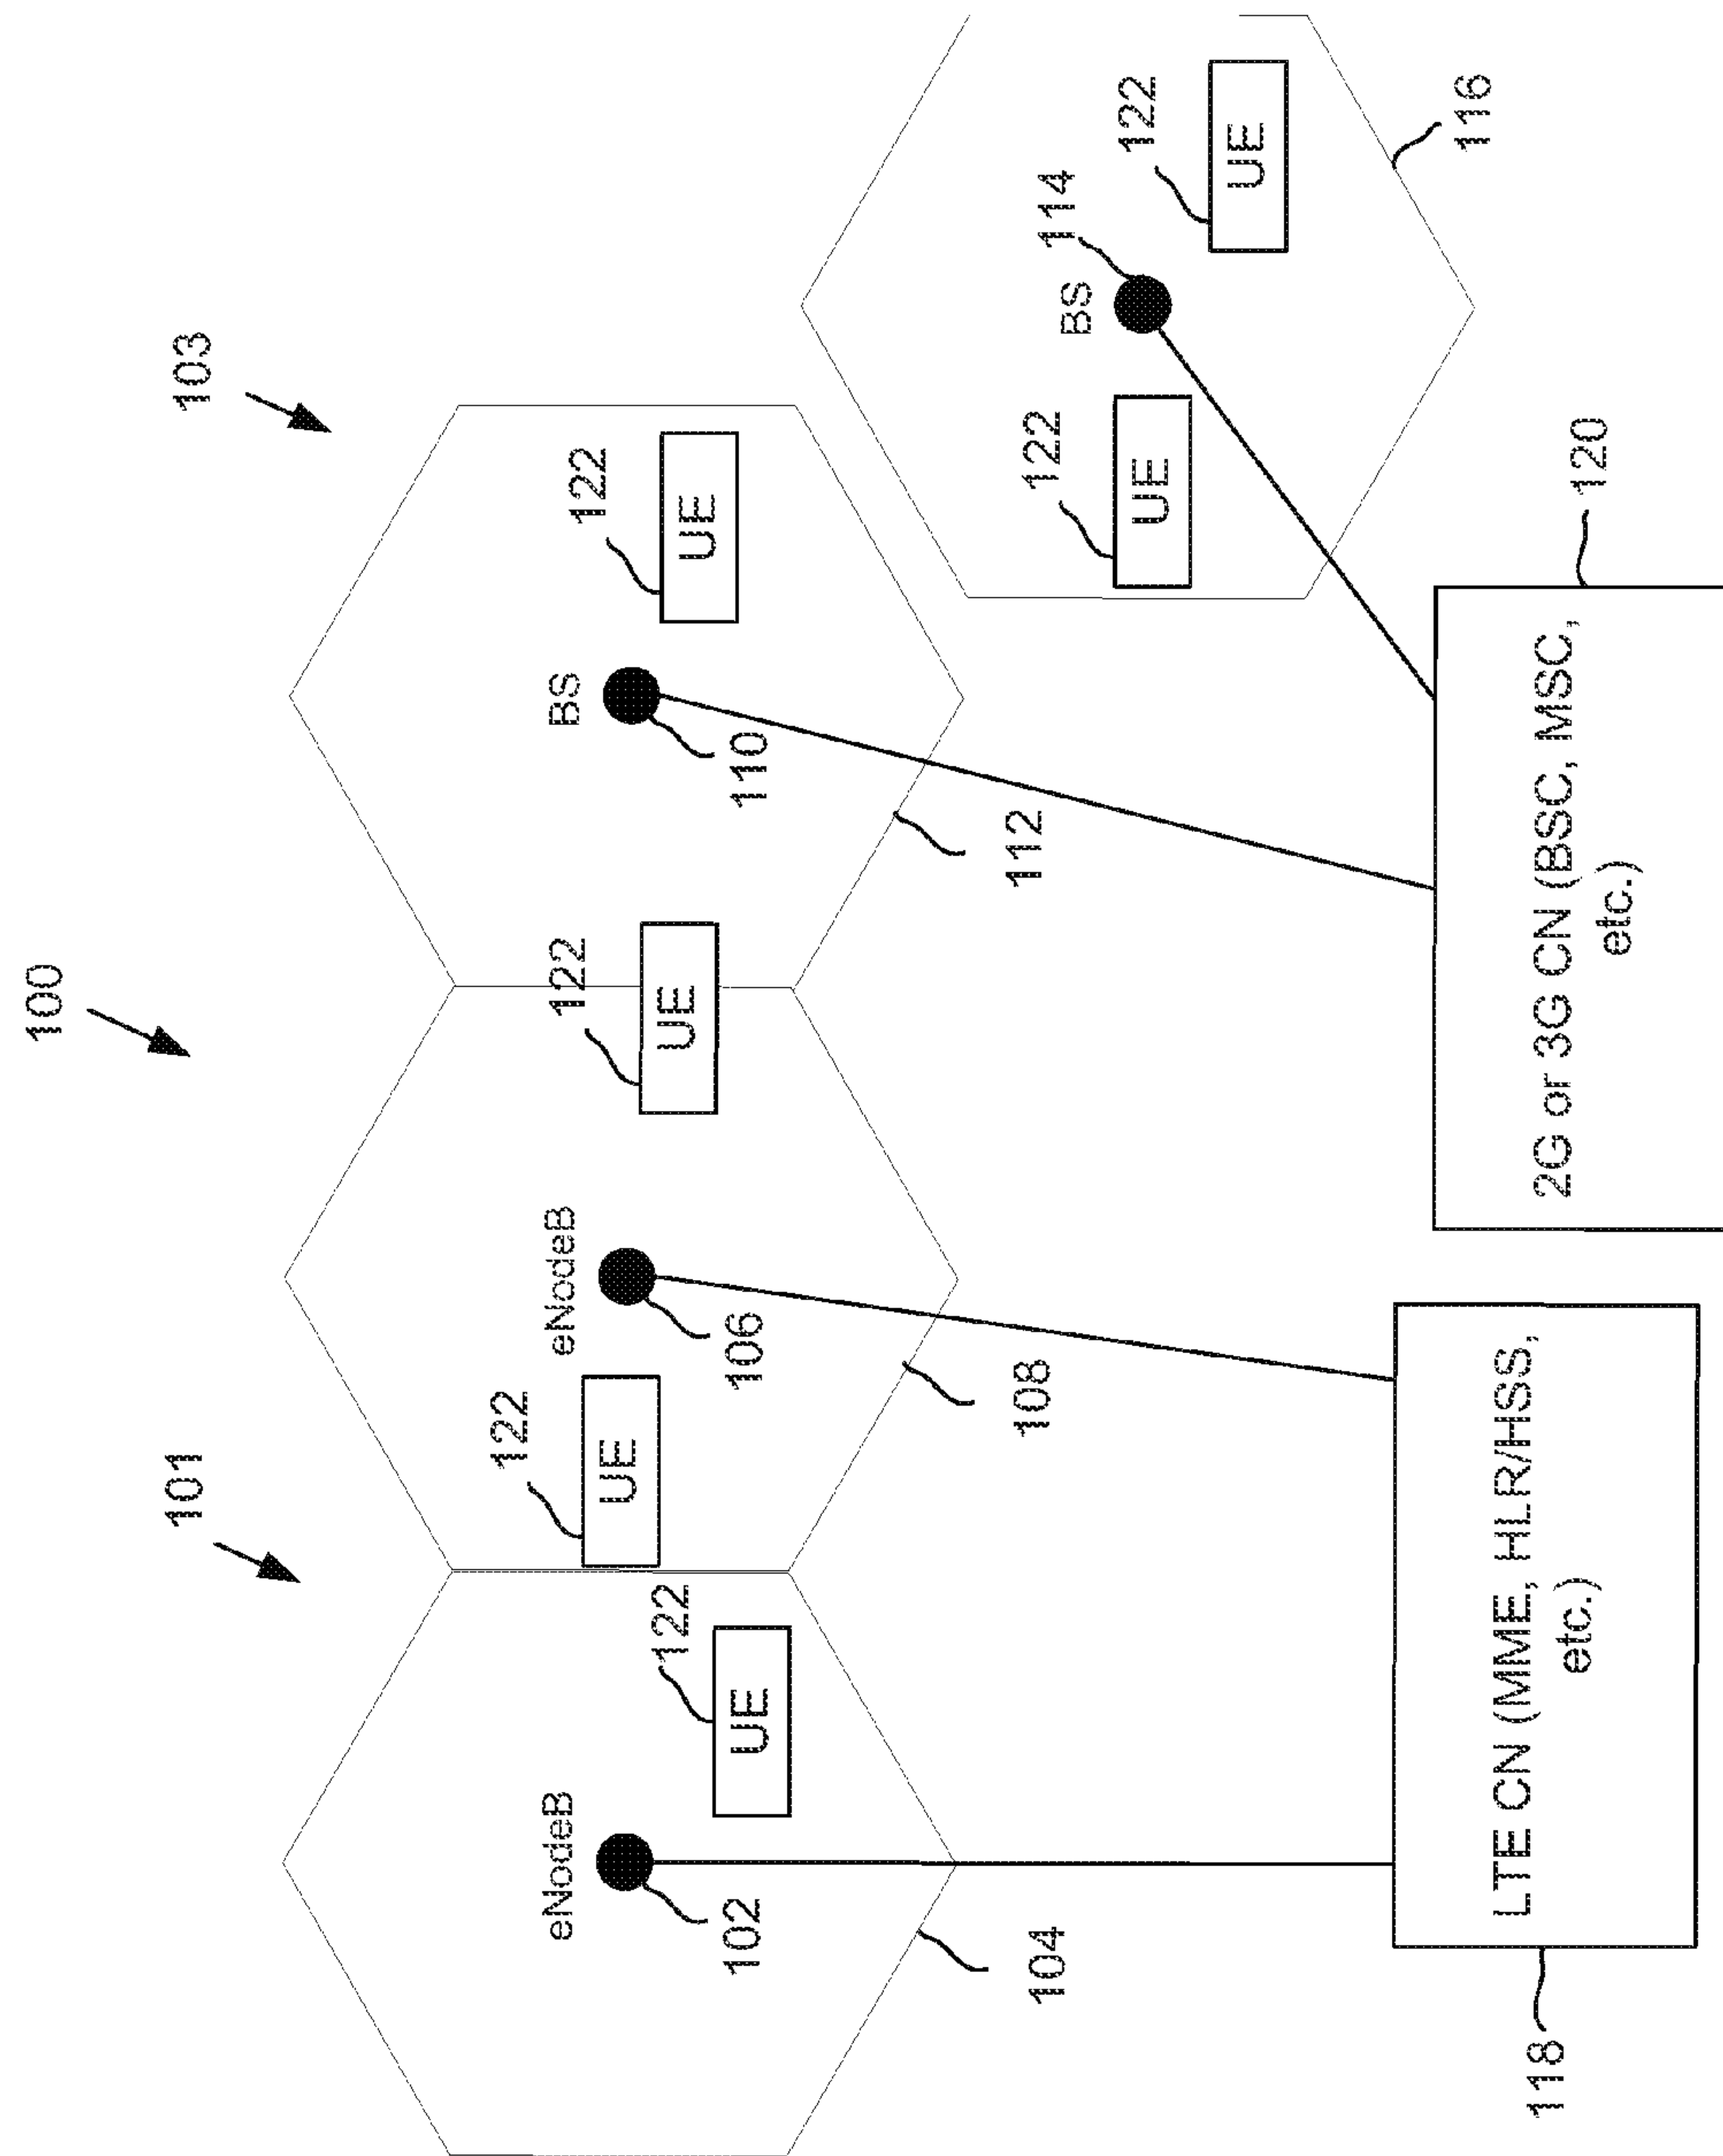 100
101
103
122
122
122
122
eNodeB
eNodeB
BS
UE
UE
UE
UE
102
106
110
104
108
112
122
114
122
BS
UE
UE
116
118
120
LTE CN (MME, HLR/HSS,
etc.)
2G or 3G CN (BSC, MSC,
etc.)